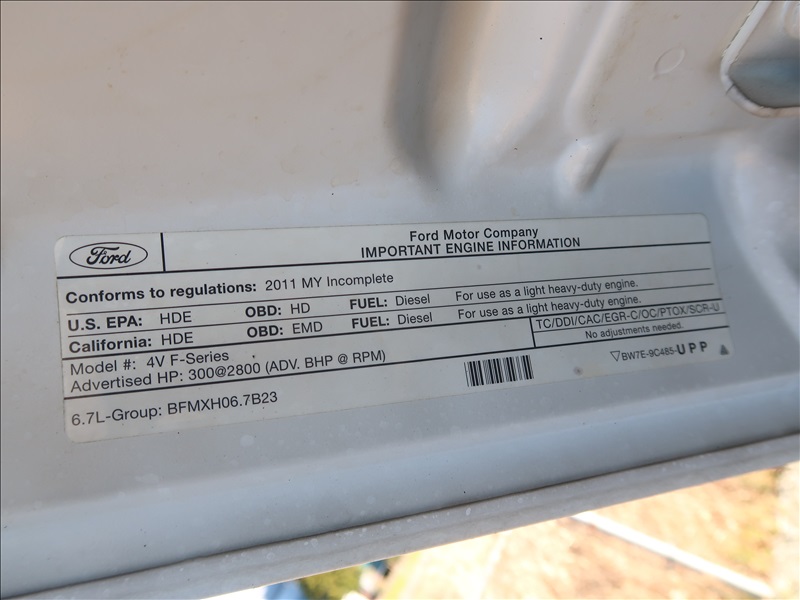 Ford
Ford Motor Company
IMPORTANT ENGINE INFORMATION
Conforms to regulations: 2011 MY Incomplete
U.S. EPA: HDE OBD: HD FUEL: Diesel For use as a light heavy-duty engine.
California: HDE OBD: EMD FUEL: Diesel For use as a light heavy-duty engine.
Model #: 4V F-Series
TC/DDI/CAC/EGR-C/OC/PTOX/SCR-U
Advertised HP: 300@2800 (ADV. BHP @ RPM)
No adjustments needed.
6.7L-Group: BFMXH06.7B23
BW7E-9C485-UPP